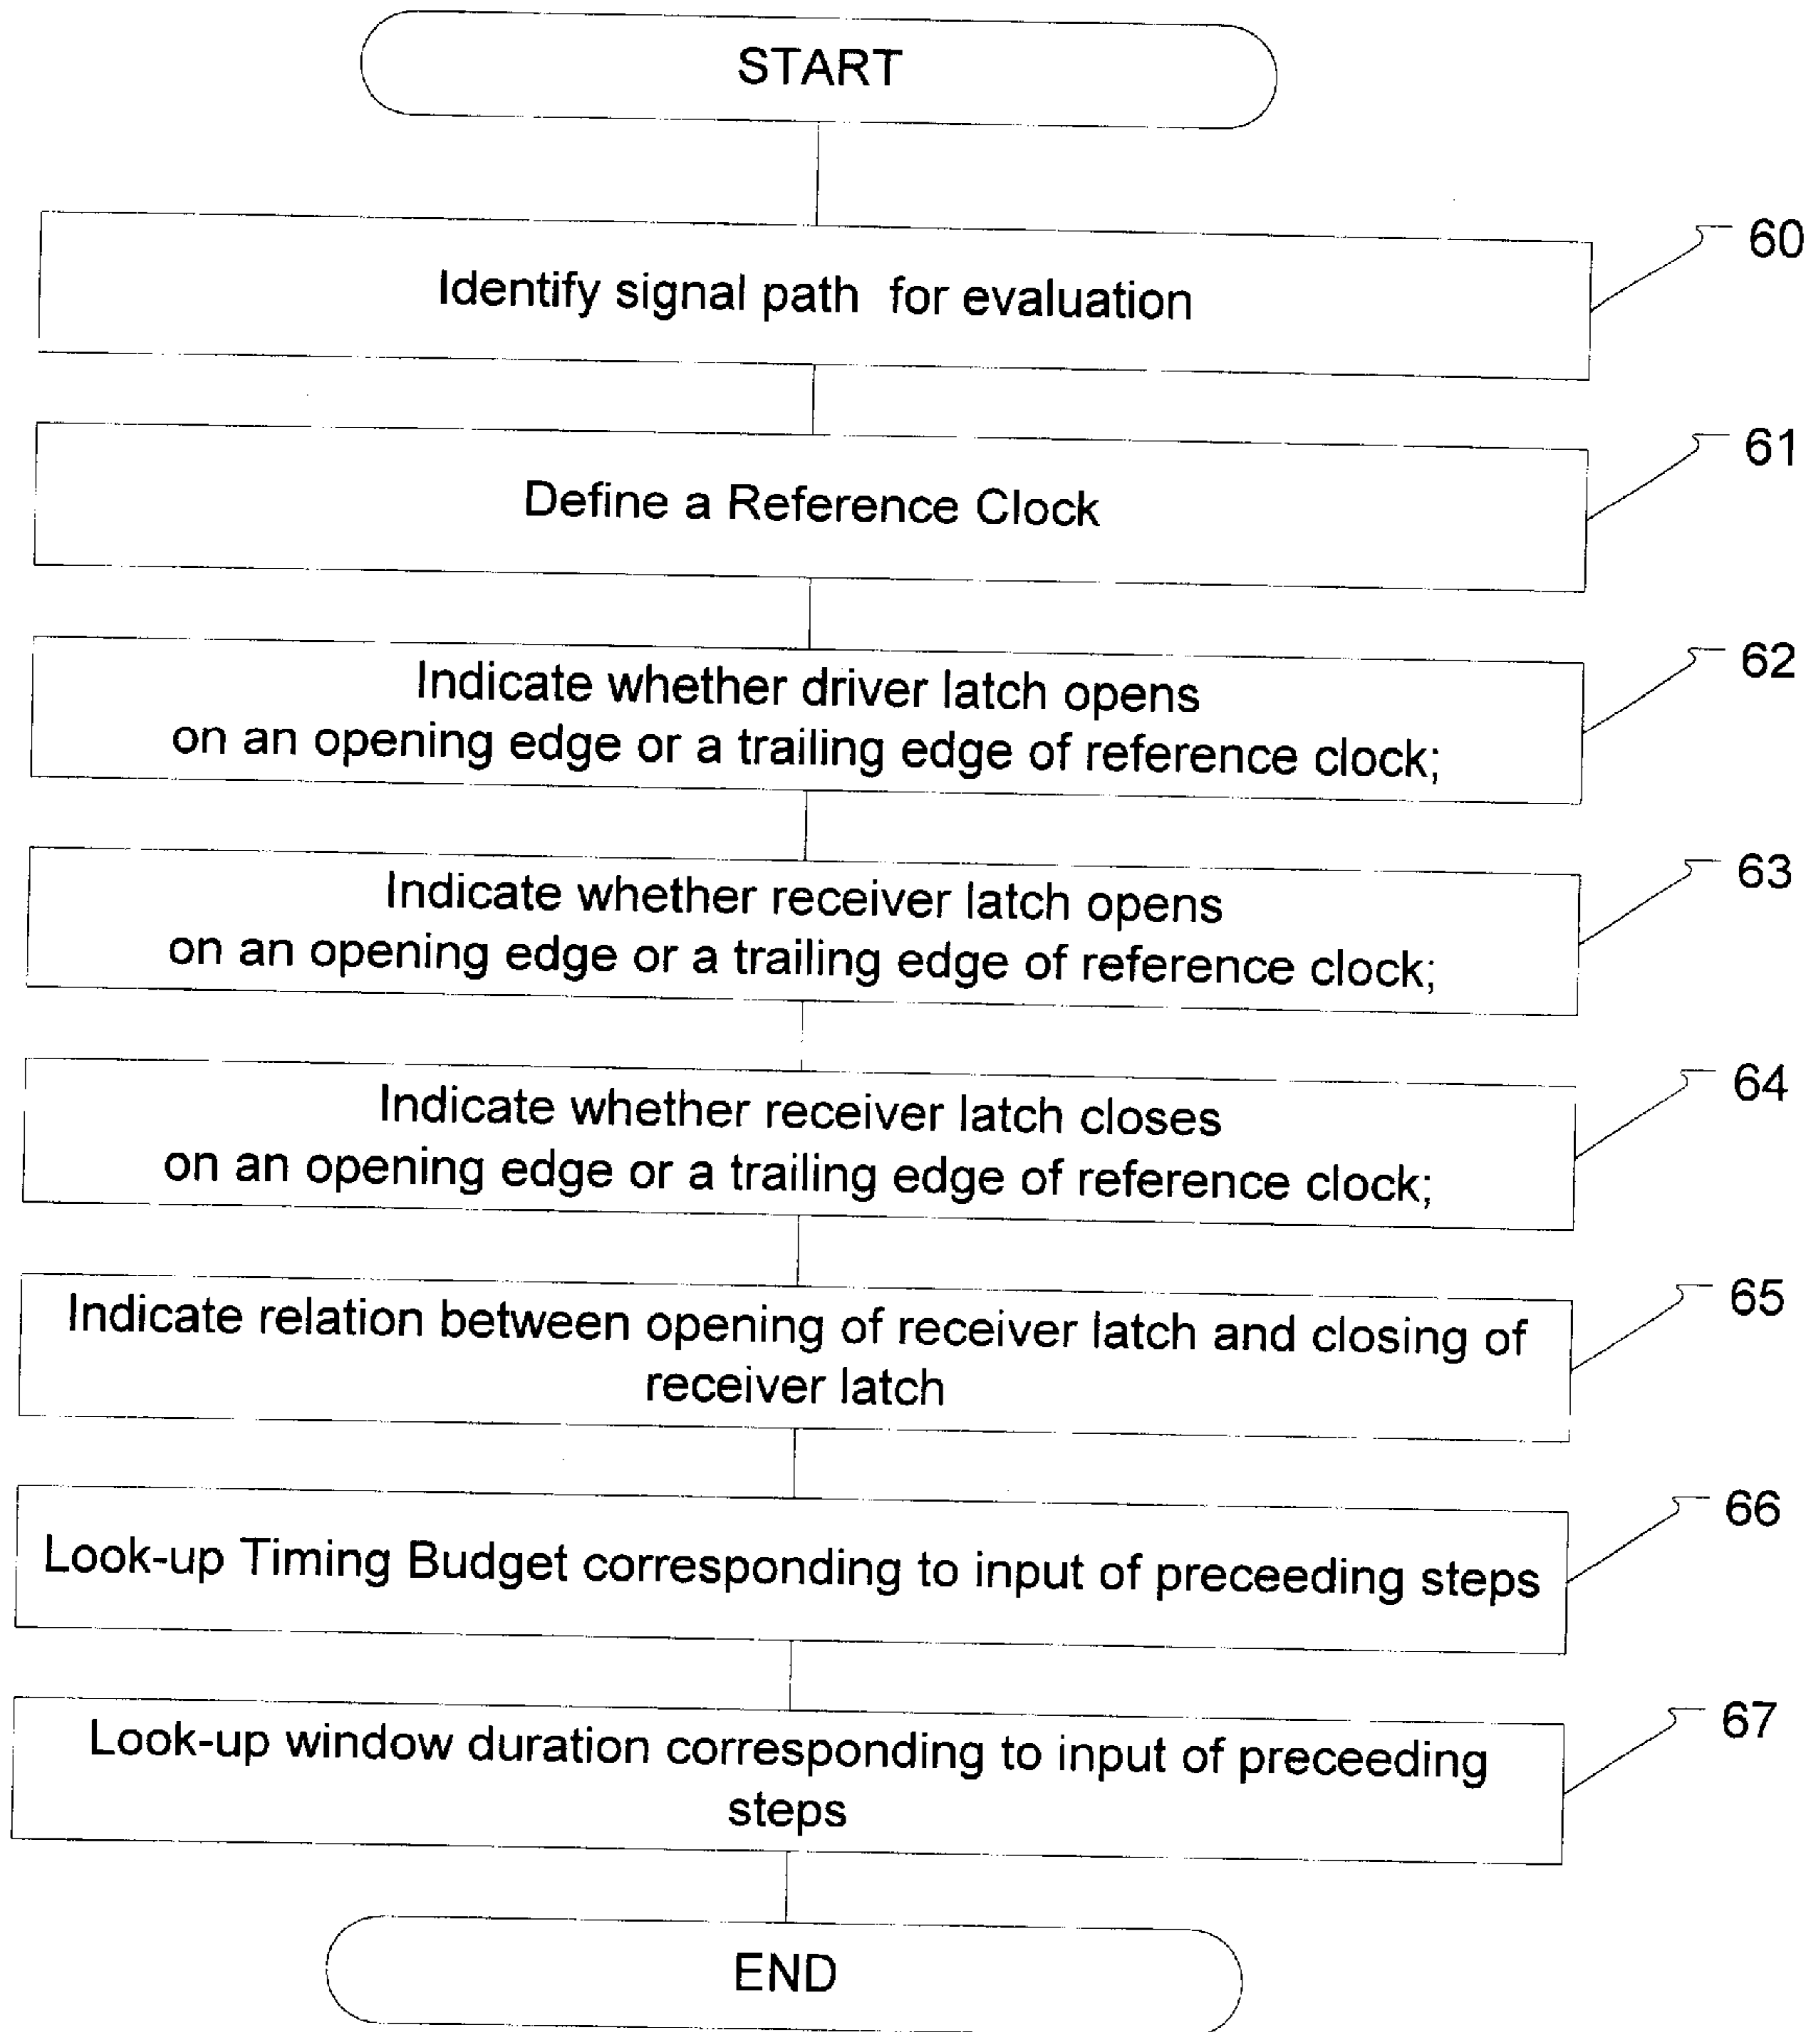 START
60
Identify signal path for evaluation
61
Define a Reference Clock
62
Indicate whether driver latch opens
on an opening edge or a trailing edge of reference clock;
63
Indicate whether receiver latch opens
on an opening edge or a trailing edge of reference clock;
64
Indicate whether receiver latch closes
on an opening edge or a trailing edge of reference clock;
65
Indicate relation between opening of receiver latch and closing of
receiver latch
66
Look-up Timing Budget corresponding to input of preceeding steps
67
Look-up window duration corresponding to input of preceeding
steps
END